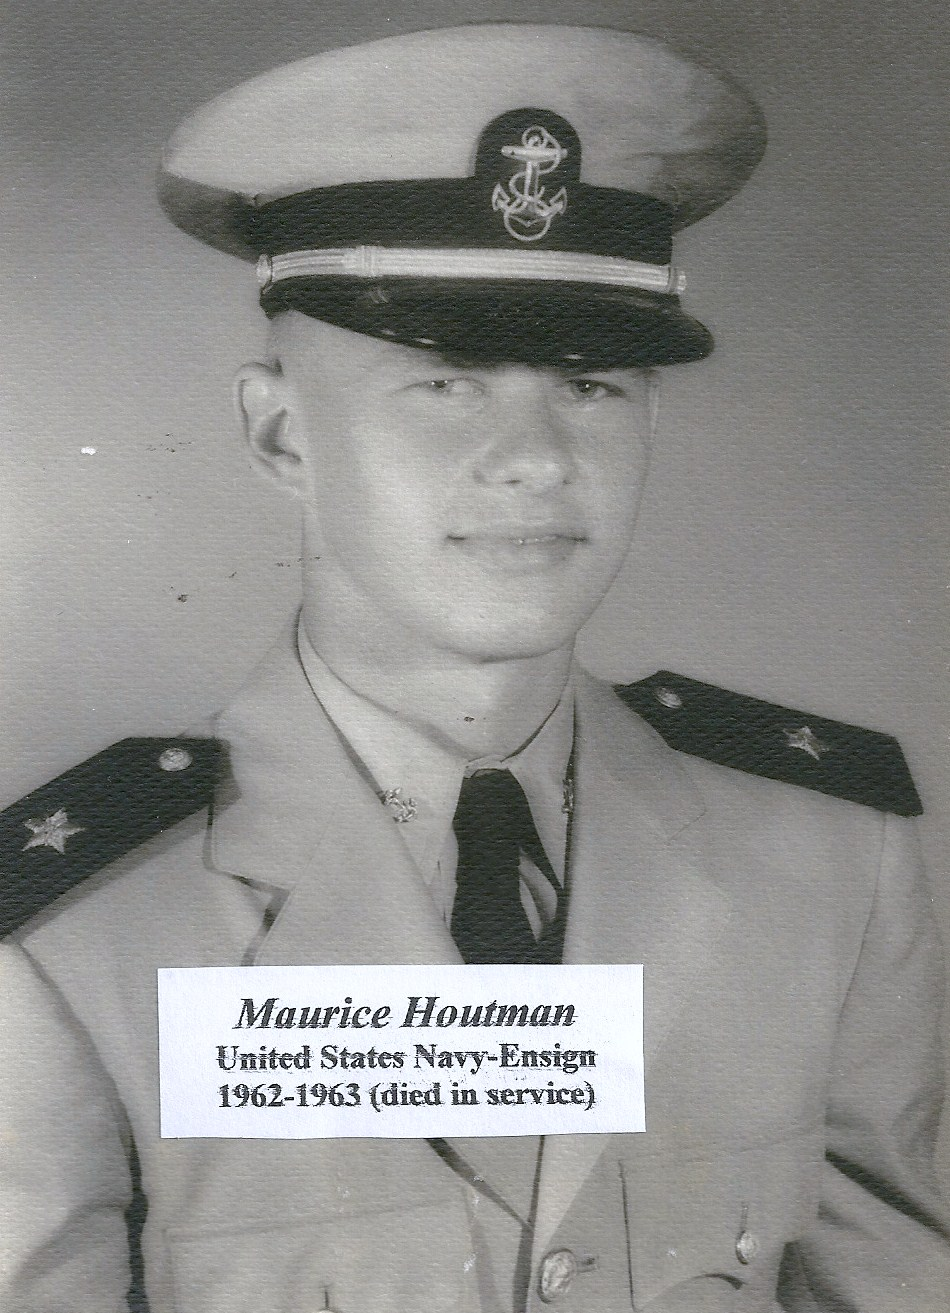 Maurice Houtman
United States Navy-Ensign
1962-1963 (died in service)